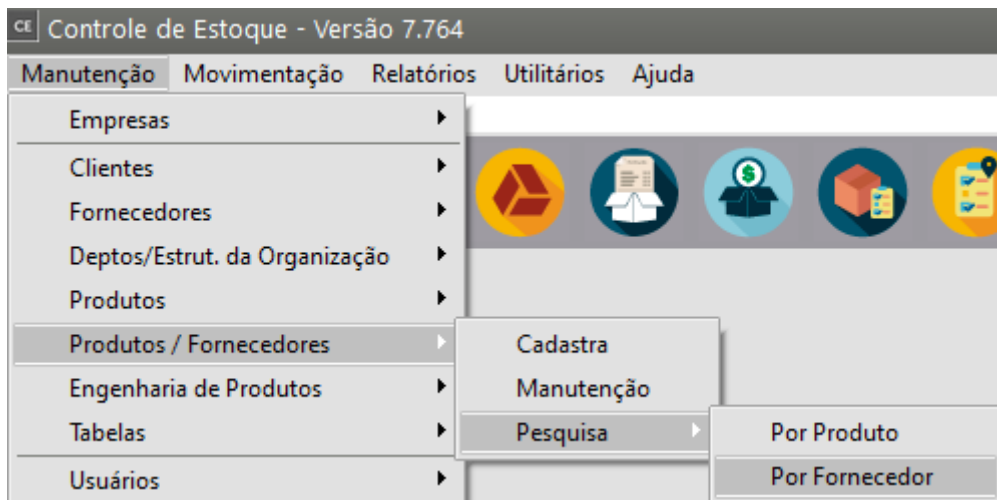 CE Controle de Estoque - Versão 7.764
Manutenção Movimentação Relatórios Utilitários Ajuda
Empresas
Clientes
Fornecedores
Deptos/Estrut. da Organização
Produtos
Produtos / Fornecedores
Engenharia de Produtos
Tabelas
Usuários
Cadastra
Manutenção
Pesquisa
Por Produto
Por Fornecedor